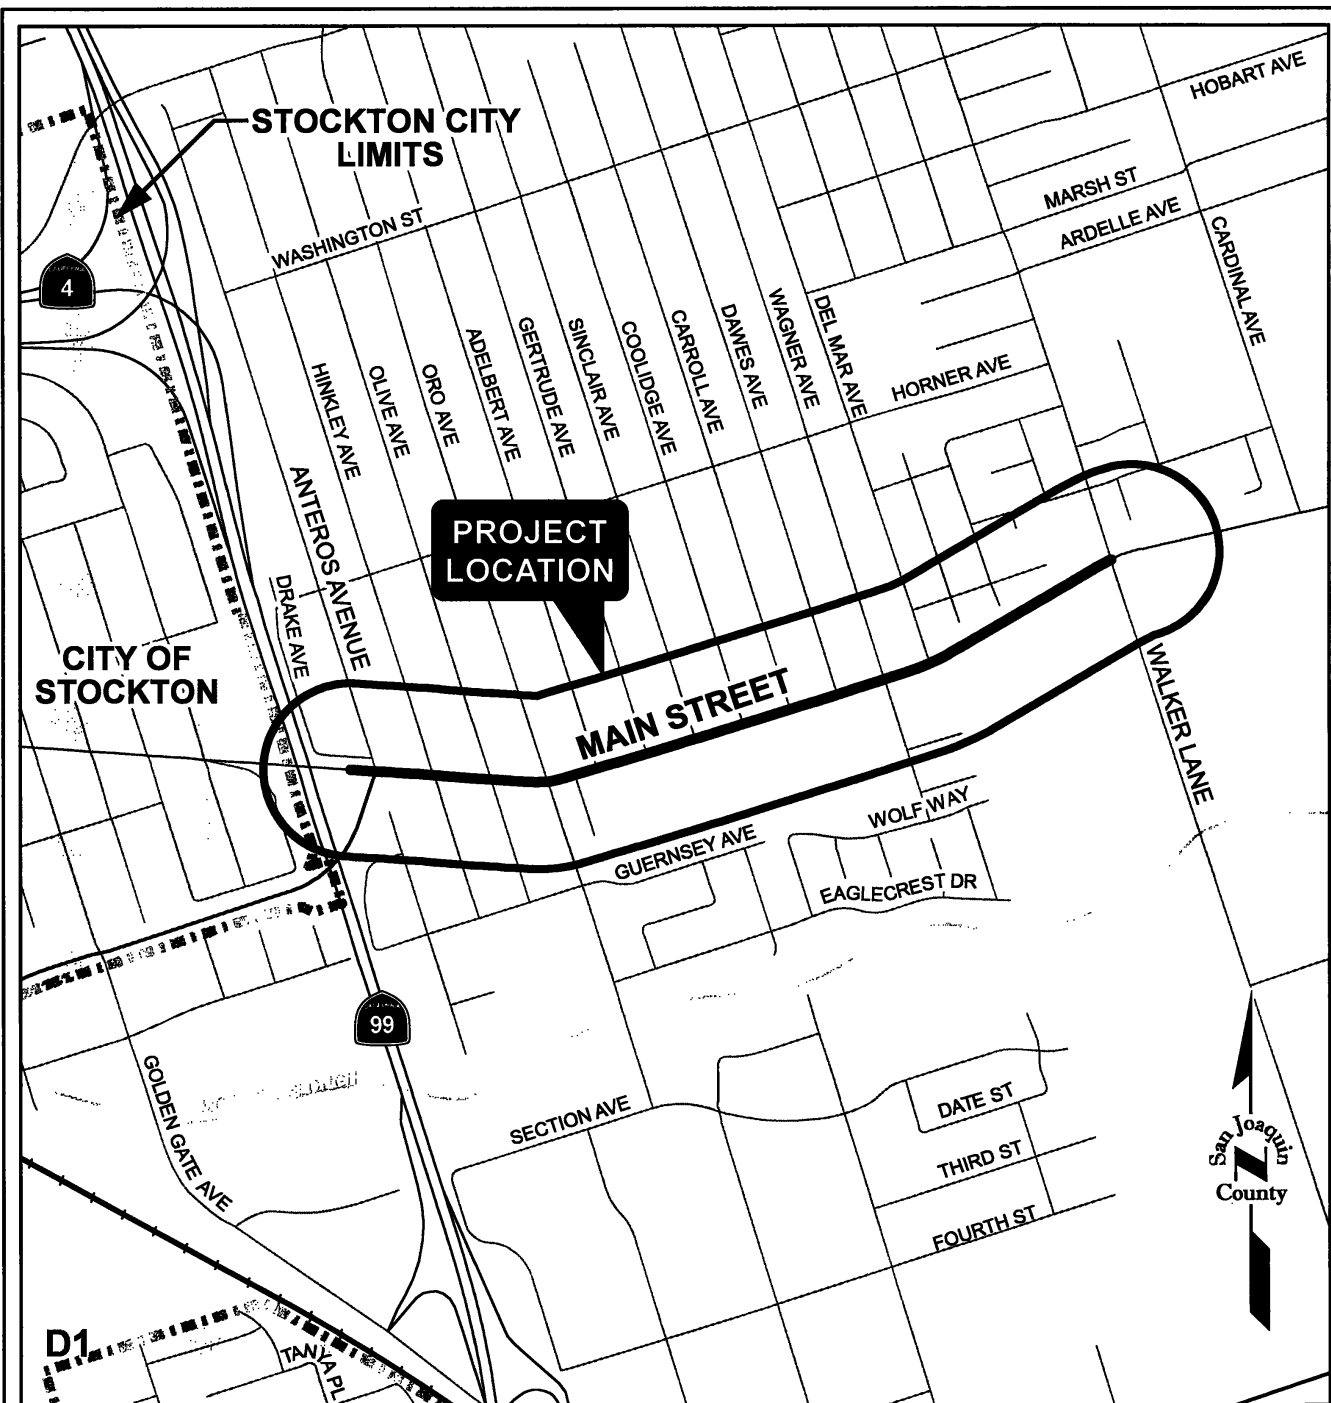 HOBART AVE
STOCKTON CITY
LIMITS
MARSH ST
ARDELLE AVE
WASHINGTON ST
CARDINAL AVE
4
HINKLEY AVE
OLIVE AVE
ORO AVE
ADELBERT AVE
GERTRUDE AVE
SINCLAIR AVE
COOLIDGE AVE
CARROLL AVE
DAWES AVE
WAGNER AVE
DEL MAR AVE
HORNER AVE
ANTEROS AVENUE
PROJECT
LOCATION
DRAKE AVE
CITY OF
STOCKTON
MAIN STREET
WALKER LANE
WOLF WAY
GUERNSEY AVE
EAGLECREST DR
99
GOLDEN GATE AVE
SECTION AVE
DATE ST
THIRD ST
FOURTH ST
San Joaquin
N
County
D1
TANYA PL